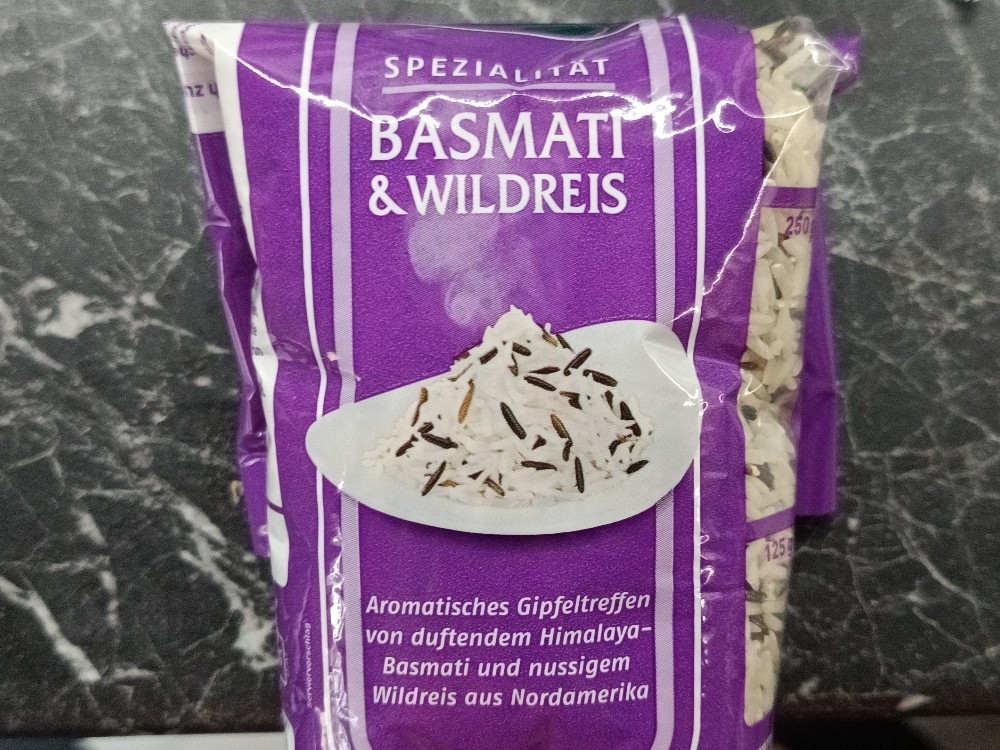 SPEZIALITÄT
BASMATI
& WILDREIS
250
125 g
Aromatisches Gipfeltreffen
von duftendem Himalaya-
Basmati und nussigem
Wildreis aus Nordamerika